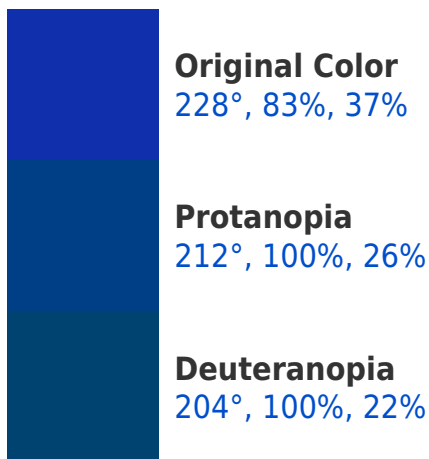 Original Color
228°, 83%, 37%
Protanopia
212°, 100%, 26%
Deuteranopia
204°, 100%, 22%